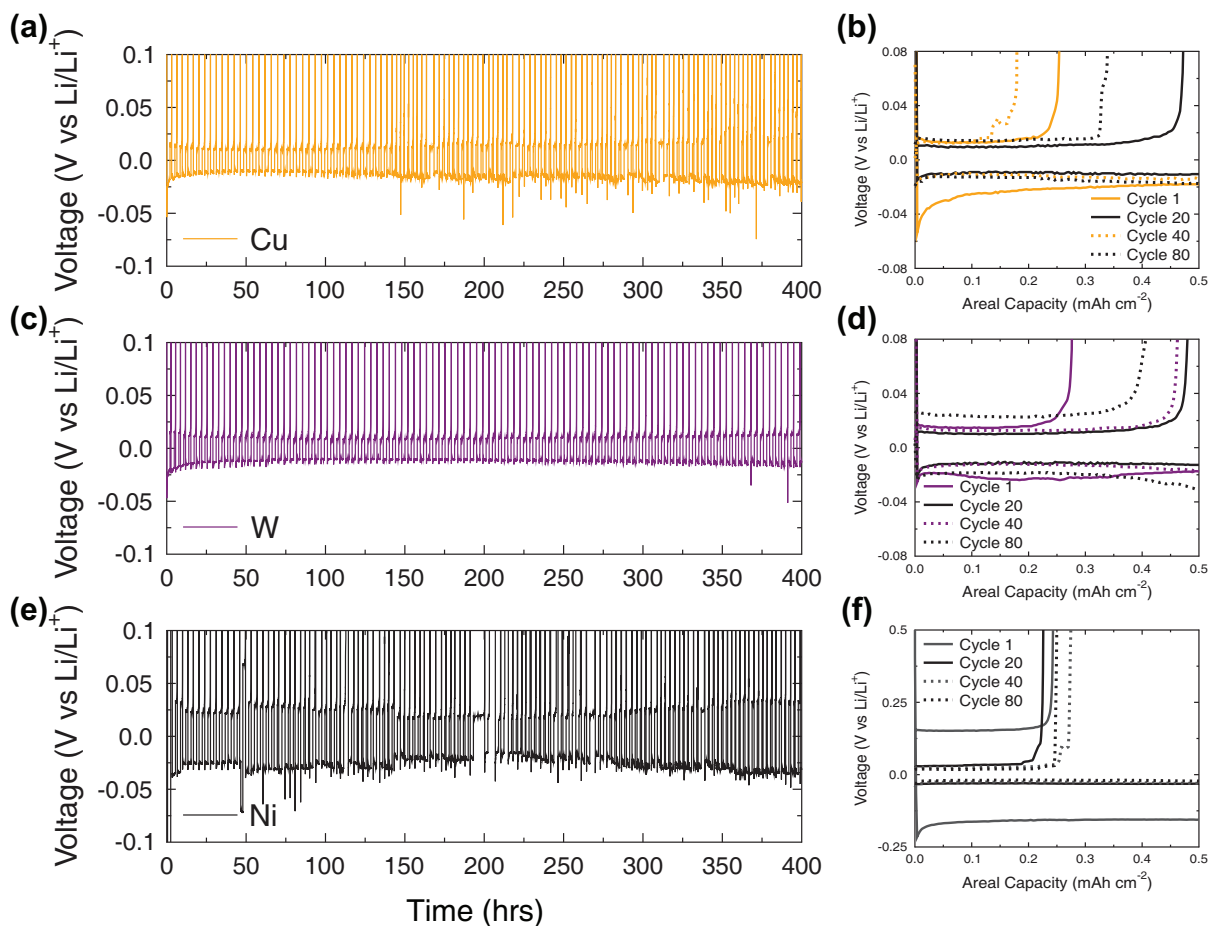 (a)
0.1
0.05
0.0
-0.05
-0.1
Voltage (V vs Li/Li+)
Cu
0 50 100 150 200 250 300 350 400
(b)
0.08
0.04
0.0
-0.04
-0.08
Voltage (V vs Li/Li+)
Cycle 1
Cycle 20
Cycle 40
Cycle 80
0.0 0.1 0.2 0.3 0.4 0.5
Areal Capacity (mAh cm-2)
(c)
0.1
0.05
0.0
-0.05
-0.1
Voltage (V vs Li/Li+)
W
0 50 100 150 200 250 300 350 400
(d)
0.08
0.04
0.0
-0.04
-0.08
Voltage (V vs Li/Li+)
Cycle 1
Cycle 20
Cycle 40
Cycle 80
0.0 0.1 0.2 0.3 0.4 0.5
Areal Capacity (mAh cm-2)
(e)
0.1
0.05
0.0
-0.05
-0.1
Voltage (V vs Li/Li+)
Ni
0 50 100 150 200 250 300 350 400
Time (hrs)
(f)
0.5
0.25
0.0
-0.25
Voltage (V vs Li/Li+)
Cycle 1
Cycle 20
Cycle 40
Cycle 80
0.0 0.1 0.2 0.3 0.4 0.5
Areal Capacity (mAh cm-2)